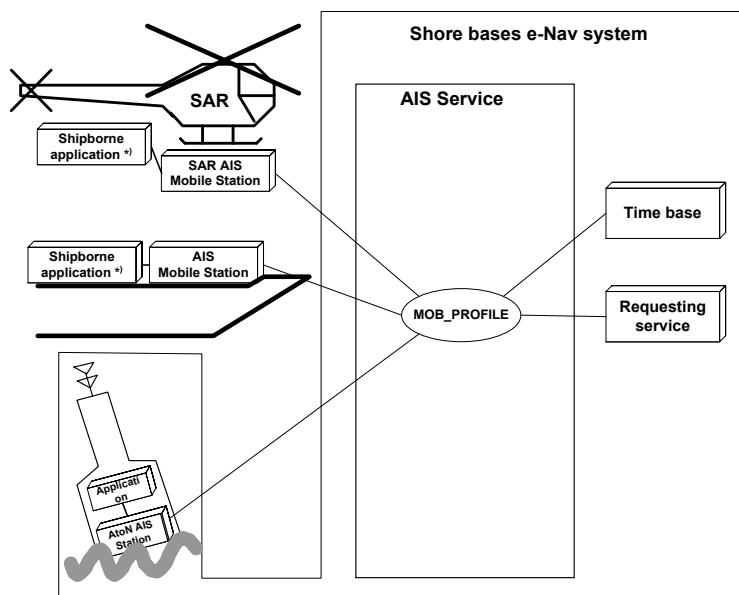 Shore bases e-Nav system
AIS Service
SAR
Shipborne
application *)
SAR AIS
Mobile Station
Time base
Shipborne
application *)
AIS
Mobile Station
MOB_PROFILE
Requesting
service
Applicati
on
AtoN AIS
Station